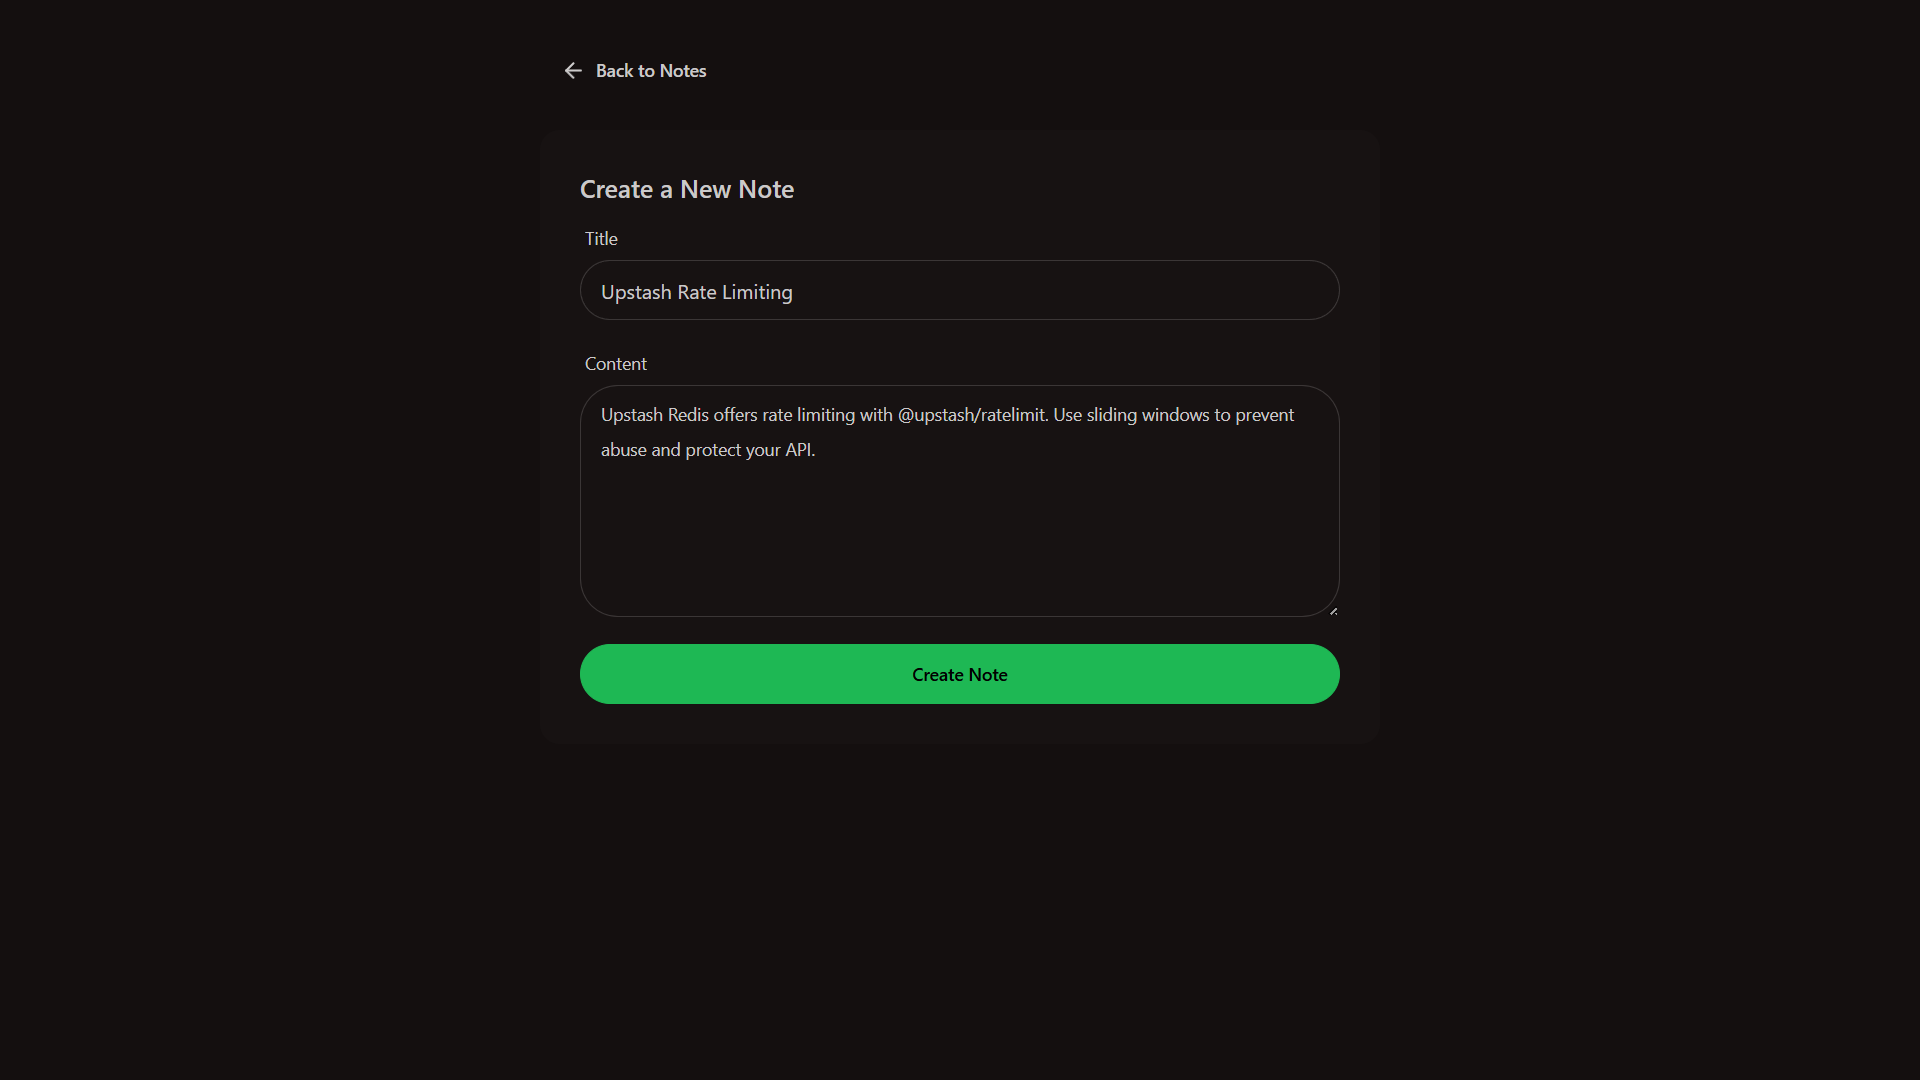 Back to Notes
Create a New Note
Title
Upstash Rate Limiting
Content
Upstash Redis offers rate limiting with @upstash/ratelimit. Use sliding windows to prevent
abuse and protect your API.
Create Note